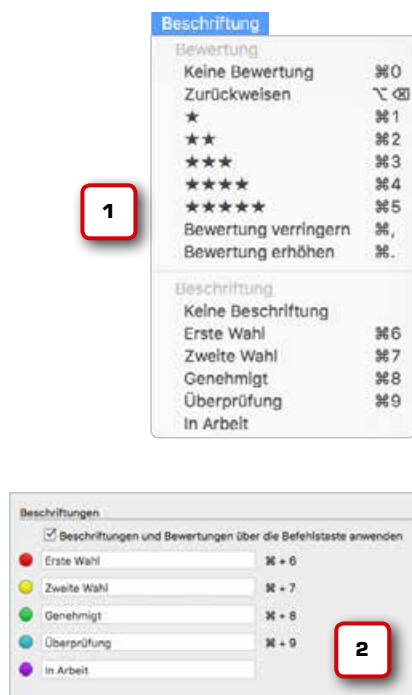 Beschriftung
Bewertung
Keine Bewertung ⌘0
Zurückweisen ⌥⌫
★ ⌘1
★★ ⌘2
★★★ ⌘3
★★★★ ⌘4
1
★★★★★ ⌘5
Bewertung verringern ⌘,
Bewertung erhöhen ⌘.
Beschriftung
Keine Beschriftung
Erste Wahl ⌘6
Zweite Wahl ⌘7
Genehmigt ⌘8
Überprüfung ⌘9
In Arbeit
Beschriftungen
Beschriftungen und Bewertungen über die Befehlstaste anwenden
Erste Wahl ⌘ + 6
Zweite Wahl ⌘ + 7
Genehmigt ⌘ + 8
Überprüfung ⌘ + 9
2
In Arbeit